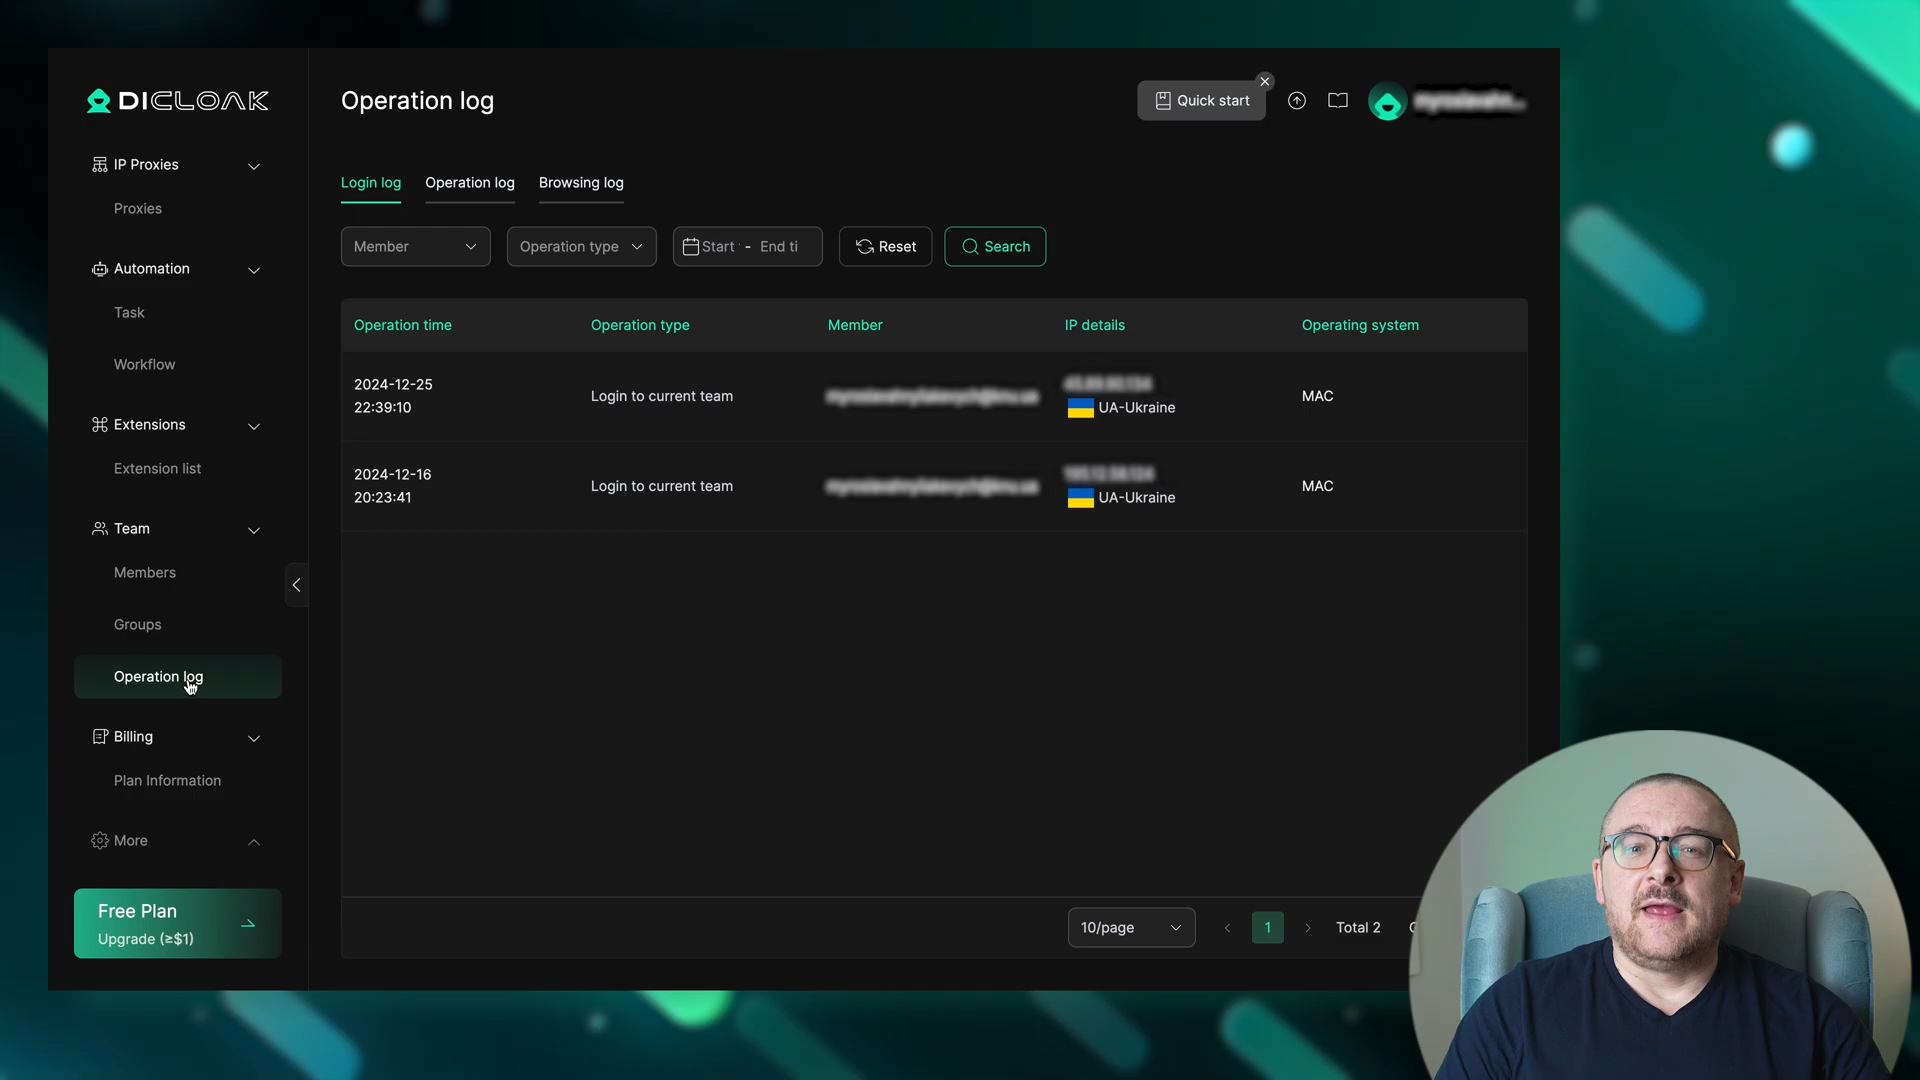 DICLOAK
Operation log
Quick start
IP Proxies
Proxies
Automation
Task
Workflow
Extensions
Extension list
Team
Members
Groups
Operation log
Billing
Plan Information
More
Free Plan
Upgrade (≥$1)
Login log
Operation log
Browsing log
Member
Operation type
Start
-
End ti
Reset
Search
Operation time
Operation type
Member
IP details
Operating system
2024-12-25
22:39:10
Login to current team
UA-Ukraine
MAC
2024-12-16
20:23:41
Login to current team
UA-Ukraine
MAC
10/page
1
Total 2